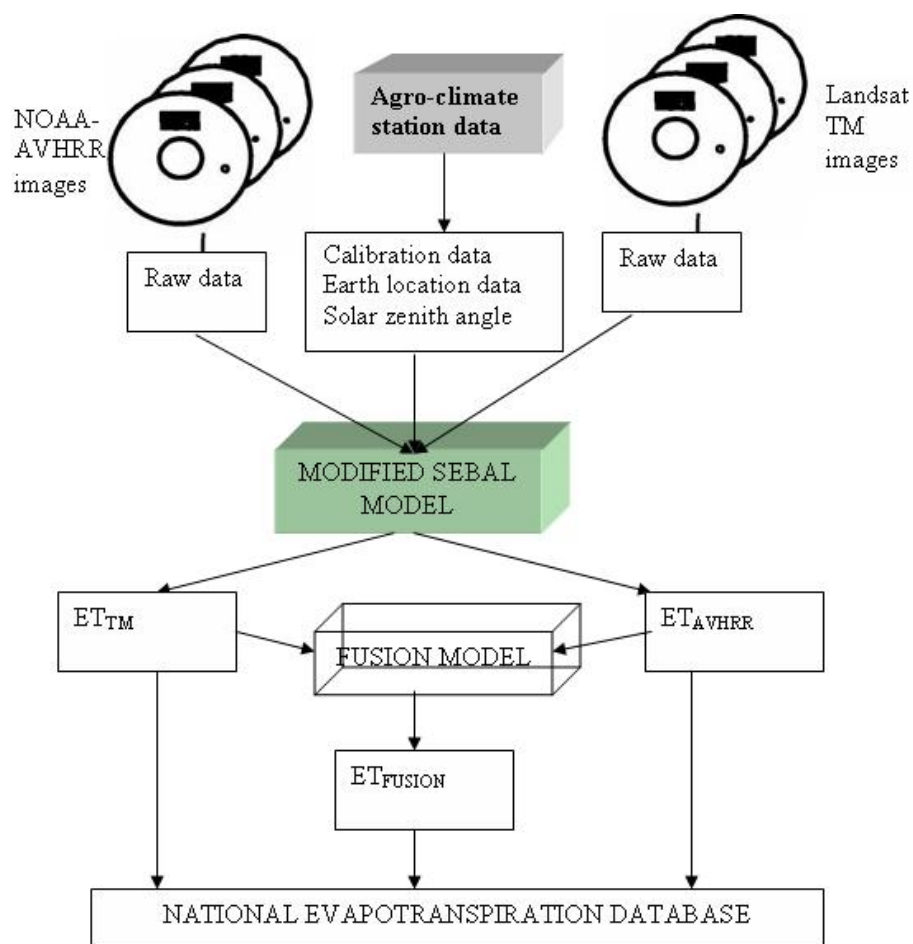 NOAA-
AVHRR
images
Agro-climate
station data
Landsat
TM
images
Raw data
Calibration data
Earth location data
Solar zenith angle
Raw data
MODIFIED SEBAL
MODEL
ETTM
FUSION MODEL
ETAVHRR
ETFUSION
NATIONAL EVAPOTRANSPIRATION DATABASE